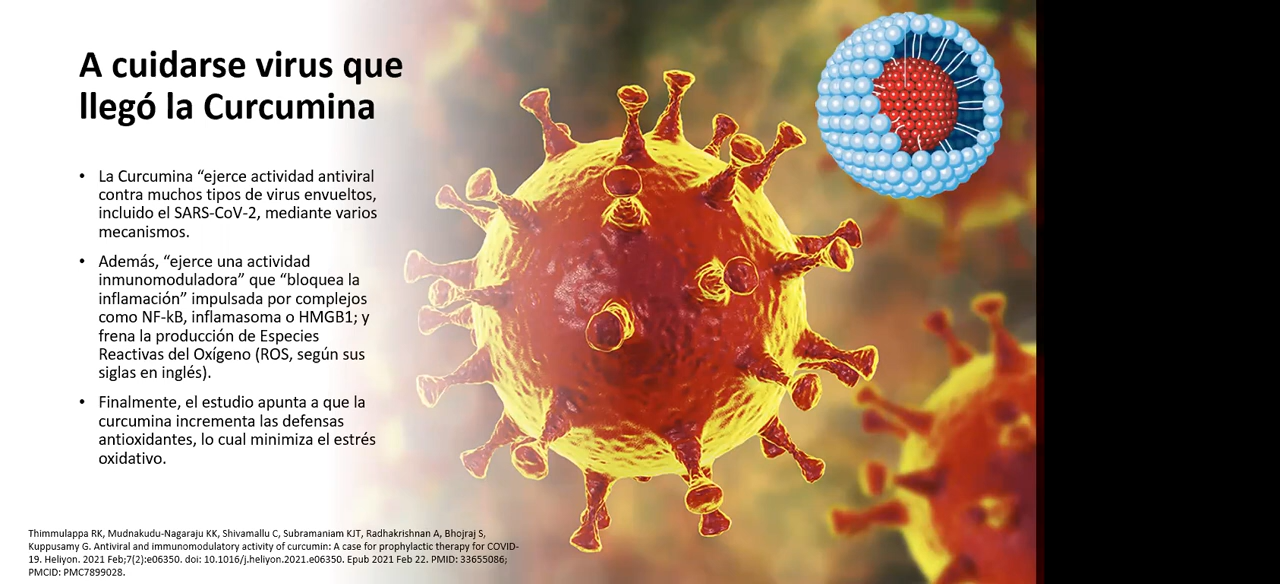 A cuidarse virus que
llegó la Curcumina
• La Curcumina “ejerce actividad antiviral
contra muchos tipos de virus envueltos,
incluido el SARS-CoV-2, mediante varios
mecanismos.
• Además, “ejerce una actividad
inmunomoduladora” que “bloquea la
inflamación” impulsada por complejos
como NF-kB, inflamasoma o HMGB1; y
frena la producción de Especies
Reactivas del Oxígeno (ROS, según sus
siglas en inglés).
• Finalmente, el estudio apunta a que la
curcumina incrementa las defensas
antioxidantes, lo cual minimiza el estrés
oxidativo.
Thimmulappa RK, Mudnakudu-Nagaraju KK, Shivamallu C, Subramaniam KJT, Radhakrishnan A, Bhojraj S,
Kuppusamy G. Antiviral and immunomodulatory activity of curcumin: A case for prophylactic therapy for COVID-
19. Heliyon. 2021 Feb;7(2):e06350. doi: 10.1016/j.heliyon.2021.e06350. Epub 2021 Feb 22. PMID: 33655086;
PMCID: PMC7899028.